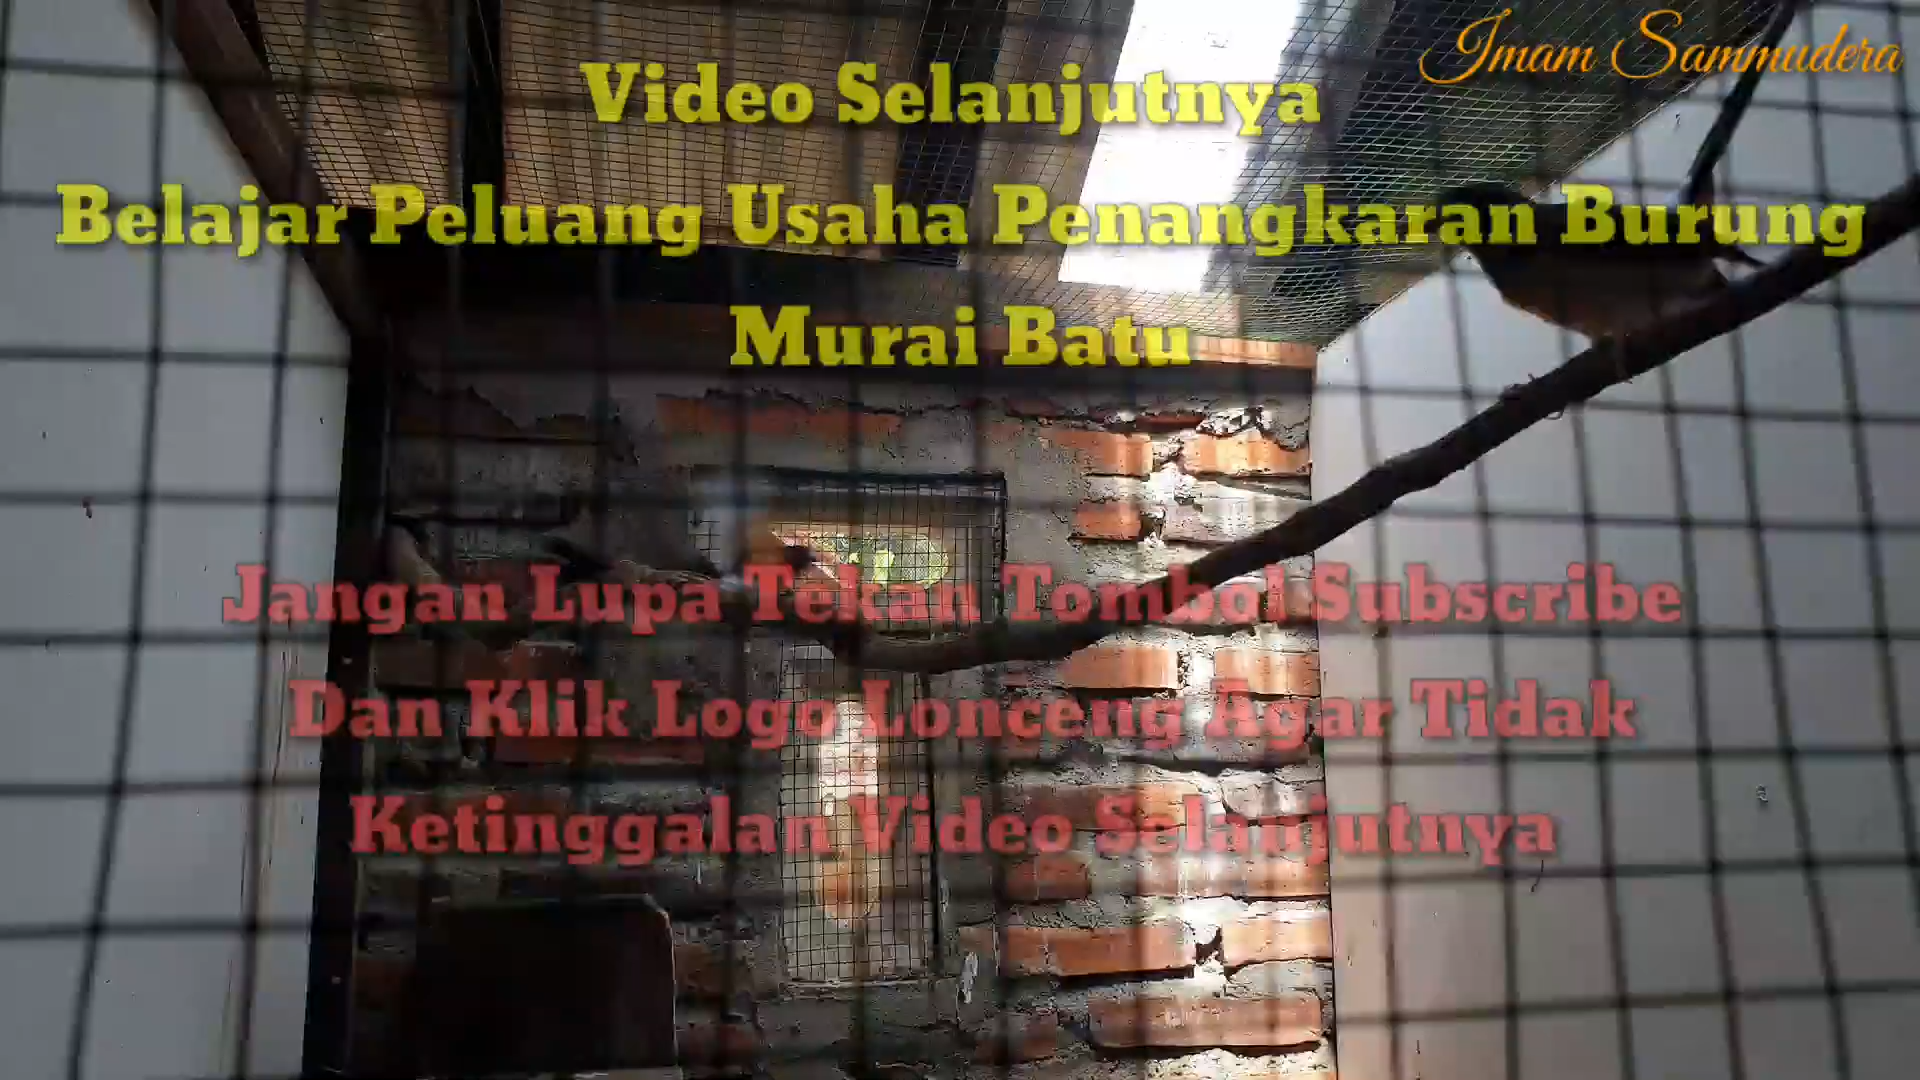 Imam Sammudera
Video Selanjutnya
Belajar Peluang Usaha Penangkaran Burung
Murai Batu
Jangan Lupa Tekan Tombol Subscribe
Dan Klik Logo Lonceng Agar Tidak
Ketinggalan Video Selanjutnya